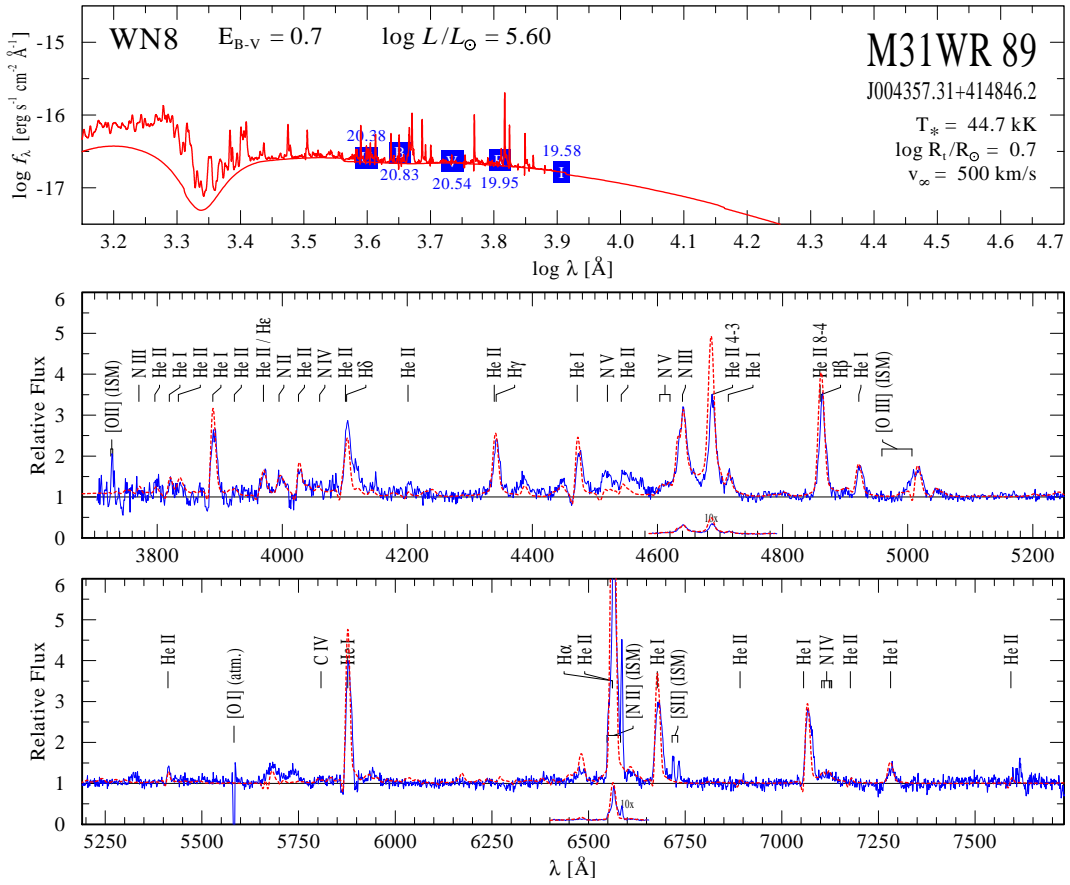 WN8 E_B-V = 0.7 log L/L_⊙ = 5.60
M31WR 89
J004357.31+414846.2
T_* = 44.7 kK
log R_t/R_⊙ = 0.7
v_∞ = 500 km/s
log f_λ [erg s⁻¹ cm⁻² Å⁻¹]
-15
-16
-17
20.38
B
20.83
20.54
19.95
19.58
I
3.2 3.3 3.4 3.5 3.6 3.7 3.8 3.9 4.0 4.1 4.2 4.3 4.4 4.5 4.6 4.7
log λ [Å]
Relative Flux
6
5
4
3
2
1
0
[OII] (ISM)
N III
He II
He I
He II
He I
He II
He II / Hε
N II
He II
N IV
He II
Hδ
He II
He II
Hγ
He I
N V
He II
N V
N III
He II 4-3
He I
He II 8-4
Hβ
He I
[O III] (ISM)
10x
3800 4000 4200 4400 4600 4800 5000 5200
Relative Flux
6
5
4
3
2
1
0
He II
[O I] (atm.)
C IV
He I
Hα
He II
[N II] (ISM)
He I
[SII] (ISM)
He II
He I
N IV
He II
He I
He II
10x
5250 5500 5750 6000 6250 6500 6750 7000 7250 7500
λ [Å]